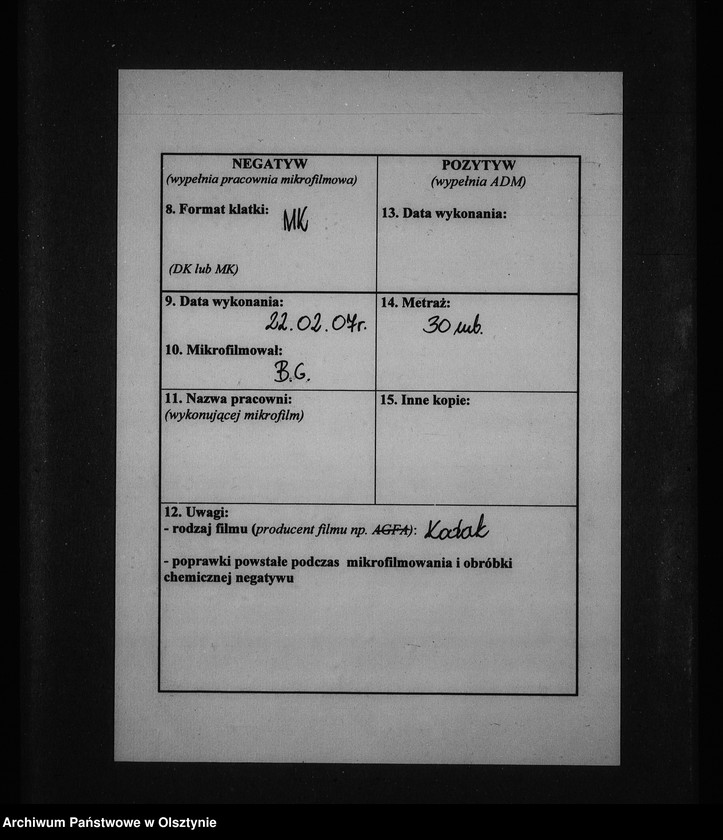 NEGATYW
(wypełnia pracownia mikrofilmowa)
8. Format klatki: MK
(DK lub MK)
POZYTYW
(wypełnia ADM)
13. Data wykonania:
9. Data wykonania:
22.02.07r.
10. Mikrofilmował:
B.G.
14. Metraż:
30 mb.
11. Nazwa pracowni:
(wykonującej mikrofilm)
15. Inne kopie:
12. Uwagi:
- rodzaj filmu (producent filmu np. AGFA): Kodak
- poprawki powstałe podczas mikrofilmowania i obróbki
chemicznej negatywu
Archiwum Państwowe w Olsztynie